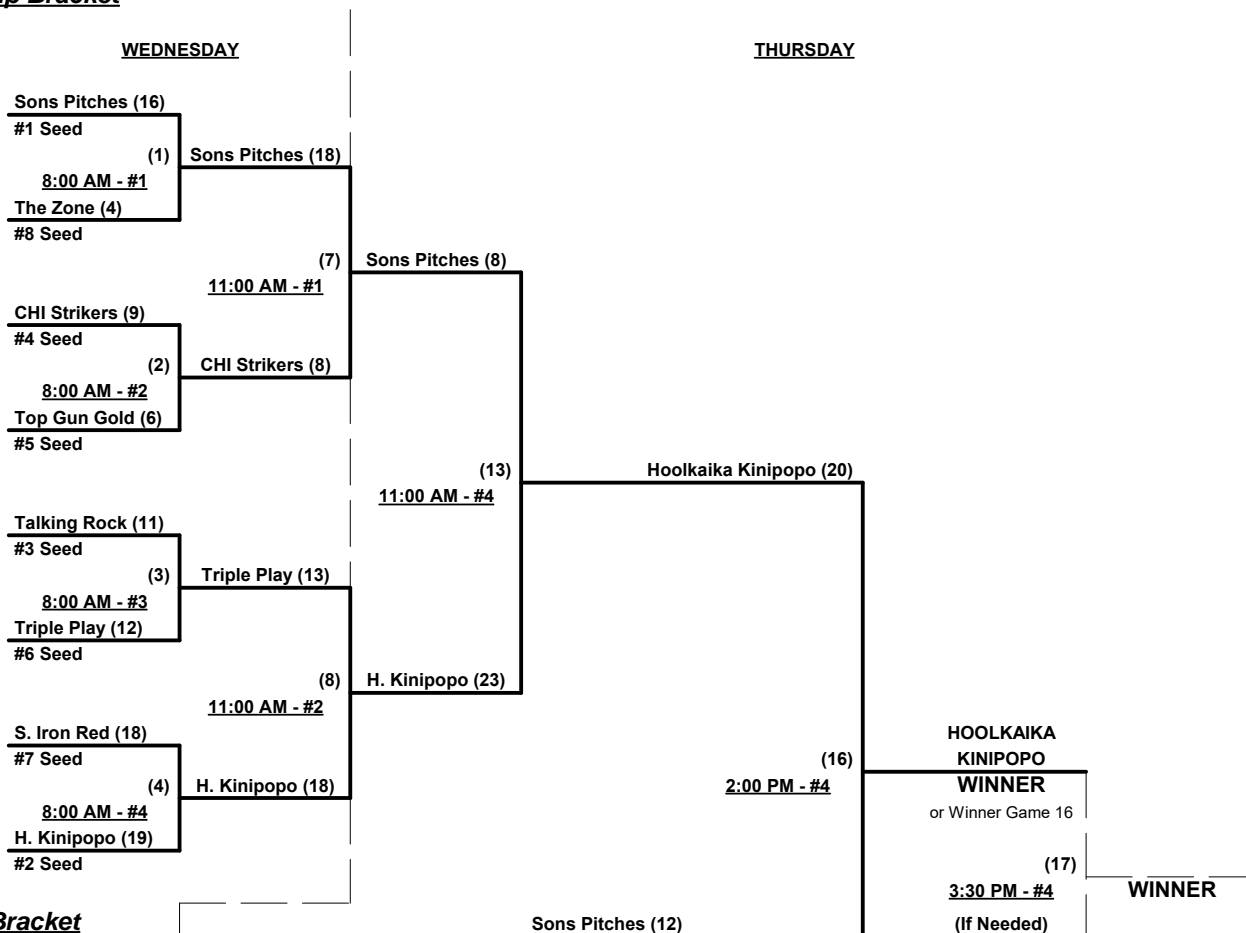 WEDNESDAY
THURSDAY
Sons Pitches (16)
#1 Seed
(1)
Sons Pitches (18)
8:00 AM - #1
The Zone (4)
#8 Seed
(7)
Sons Pitches (8)
11:00 AM - #1
CHI Strikers (9)
#4 Seed
(2)
CHI Strikers (8)
8:00 AM - #2
Top Gun Gold (6)
#5 Seed
(13)
Hoolkaika Kinipopo (20)
11:00 AM - #4
Talking Rock (11)
#3 Seed
(3)
Triple Play (13)
8:00 AM - #3
Triple Play (12)
#6 Seed
(8)
H. Kinipopo (23)
11:00 AM - #2
S. Iron Red (18)
#7 Seed
(4)
H. Kinipopo (18)
8:00 AM - #4
H. Kinipopo (19)
#2 Seed
(16)
2:00 PM - #4
HOOLKAIKA
KINIPOPO
WINNER
or Winner Game 16
(17)
3:30 PM - #4
WINNER
(If Needed)
Bracket
Sons Pitches (12)